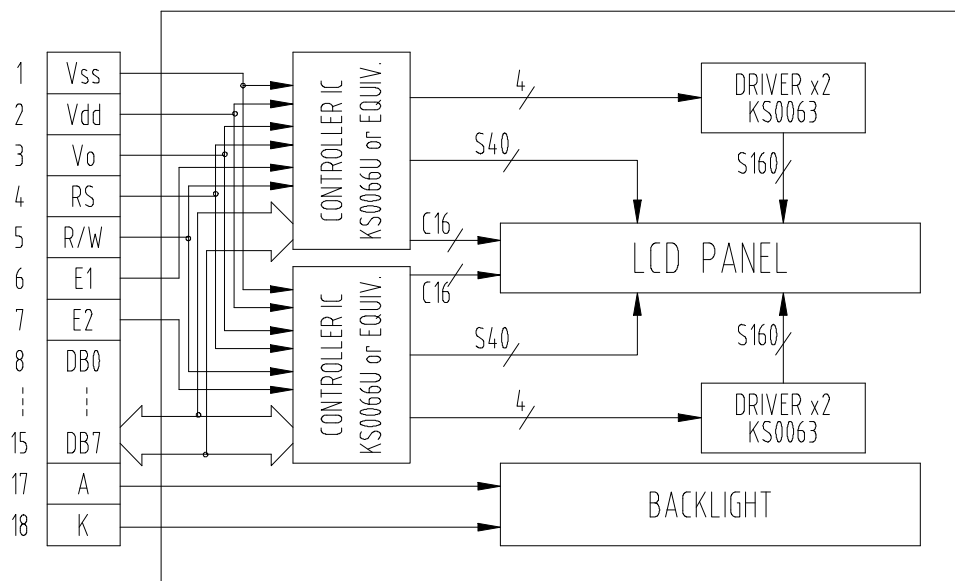 1 Vss
2 Vdd
3 Vo
4 RS
5 R/W
6 E1
7 E2
8 DB0
15 DB7
17 A
18 K
CONTROLLER IC
KS0066U or EQUIV.
CONTROLLER IC
KS0066U or EQUIV.
4
S40
C16
C16
S40
4
DRIVER x2
KS0063
S160
LCD PANEL
S160
DRIVER x2
KS0063
BACKLIGHT